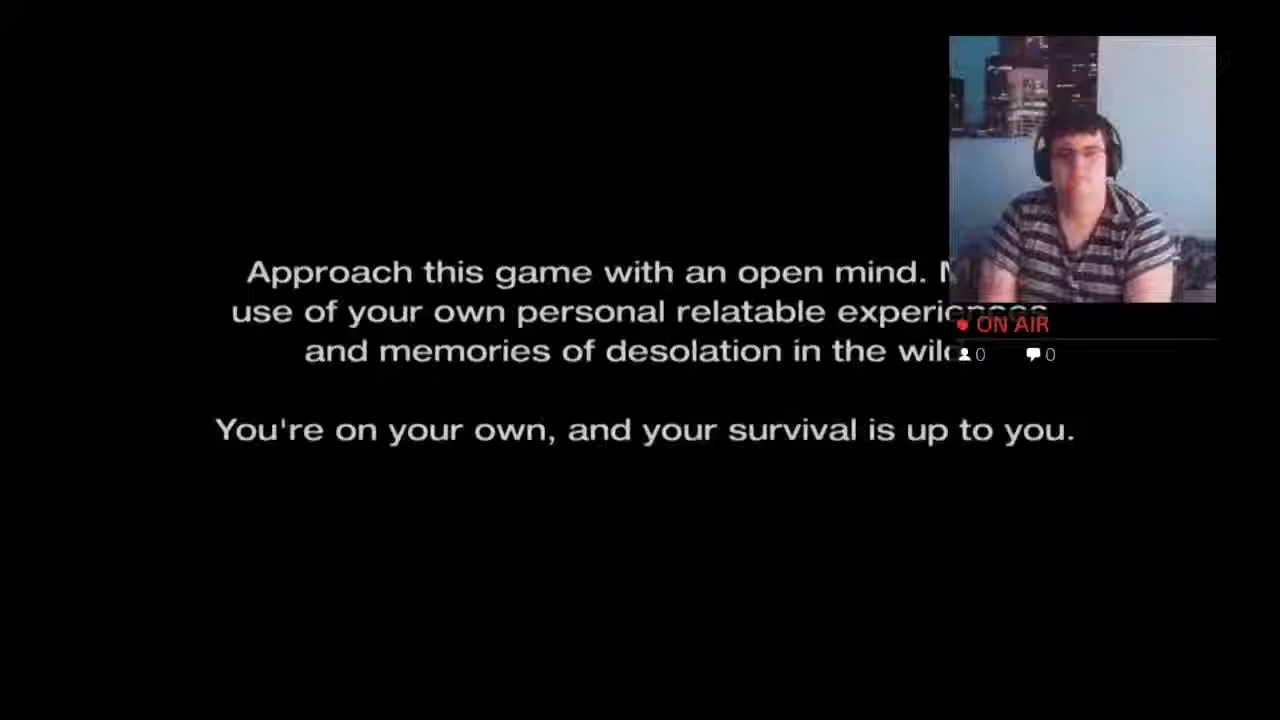 Approach this game with an open mind.
use of your own personal relatable experiences
and memories of desolation in the
You're on your own, and your survival is up to you.
ON AIR
0 0